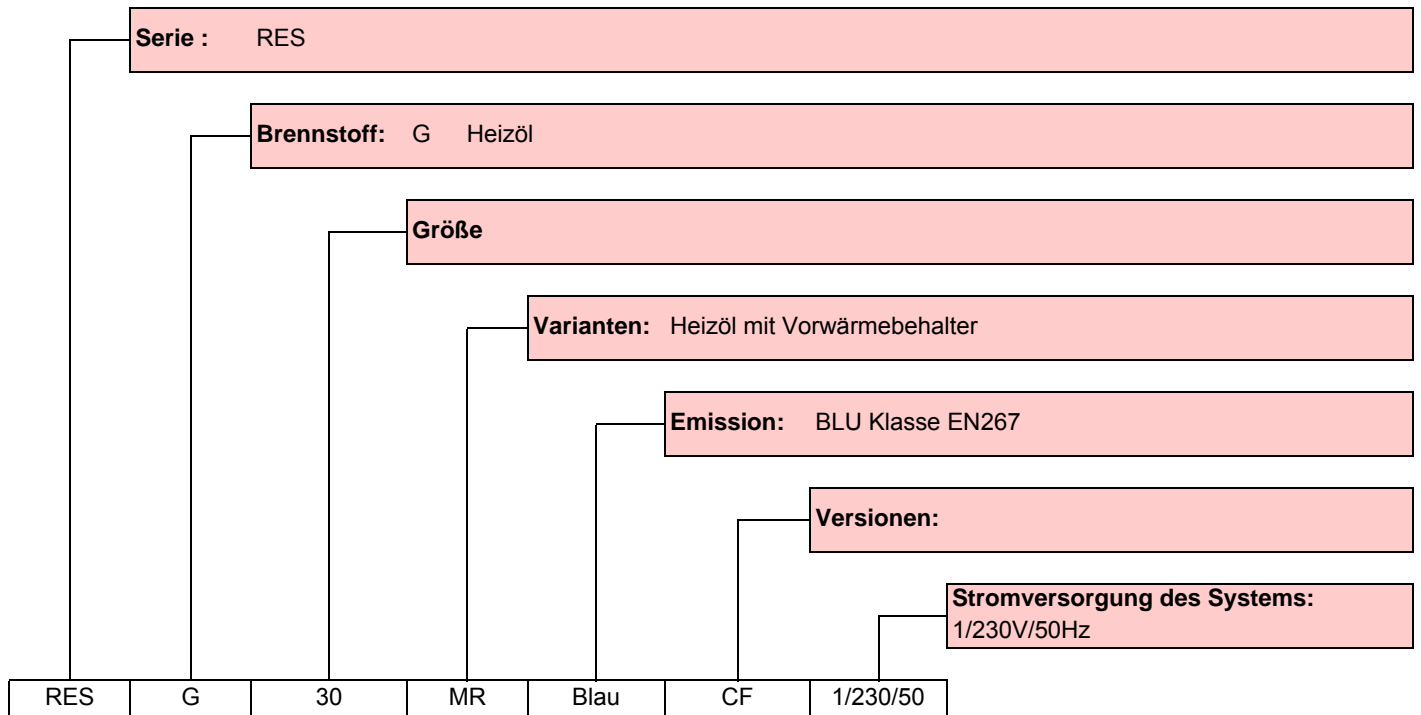 Serie : RES
Brennstoff: G Heizöl
Größe
Varianten: Heizöl mit Vorwärmebehalter
Emission: BLU Klasse EN267
Versionen:
Stromversorgung des Systems:
1/230V/50Hz
RES G 30 MR Blau CF 1/230/50